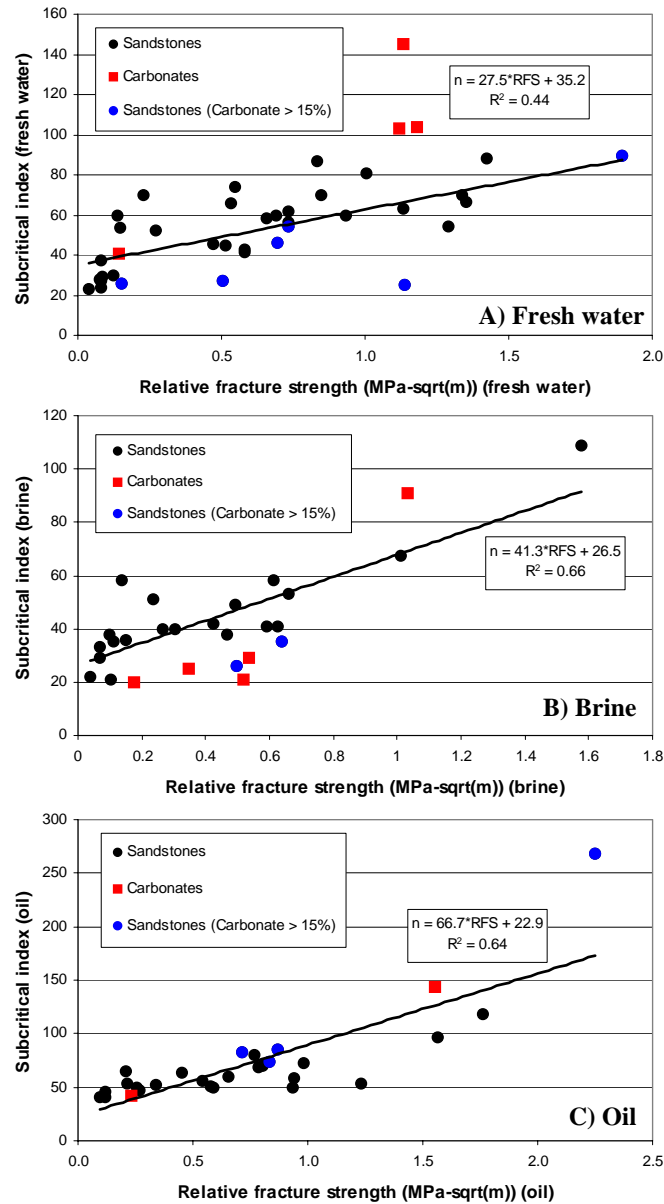 160
140
120
100
80
60
40
20
0
Subcritical index (fresh water)
Sandstones
Carbonates
Sandstones (Carbonate > 15%)
n = 27.5*RFS + 35.2
R² = 0.44
A) Fresh water
0.0 0.5 1.0 1.5 2.0
Relative fracture strength (MPa-sqrt(m)) (fresh water)
120
100
80
60
40
20
0
Subcritical index (brine)
Sandstones
Carbonates
Sandstones (Carbonate > 15%)
n = 41.3*RFS + 26.5
R² = 0.66
B) Brine
0 0.2 0.4 0.6 0.8 1 1.2 1.4 1.6 1.8
Relative fracture strength (MPa-sqrt(m)) (brine)
300
250
200
150
100
50
0
Subcritical index (oil)
Sandstones
Carbonates
Sandstones (Carbonate > 15%)
n = 66.7*RFS + 22.9
R² = 0.64
C) Oil
0.0 0.5 1.0 1.5 2.0 2.5
Relative fracture strength (MPa-sqrt(m)) (oil)